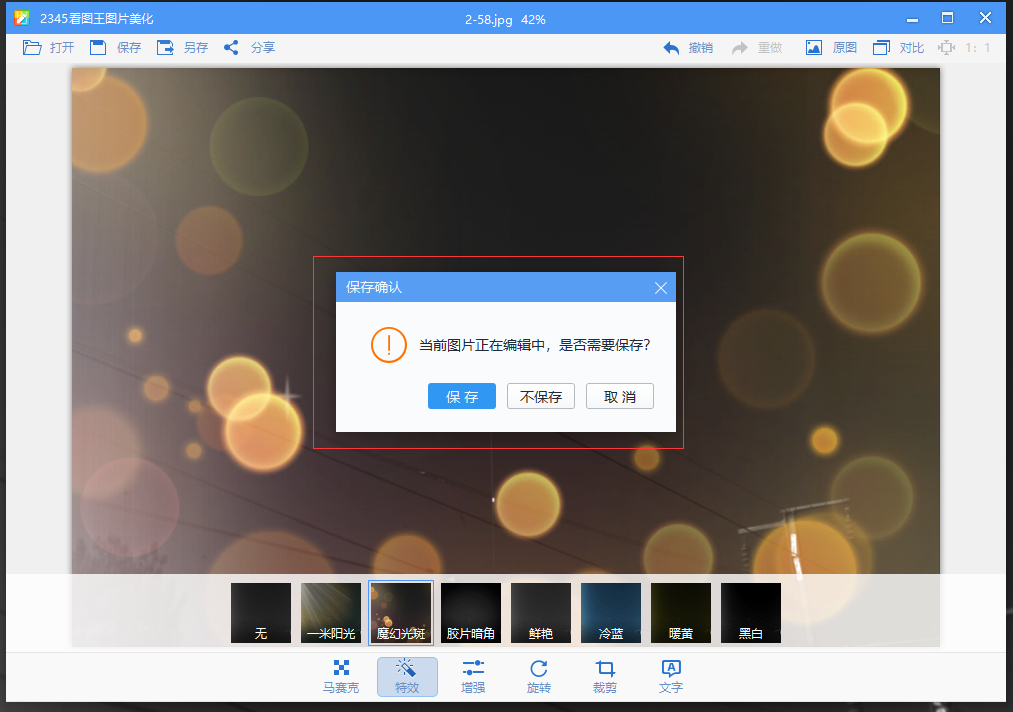 2345看图王图片美化
2-58.jpg 42%
打开 保存 另存 分享 撤销 重做 原图 对比 1: 1
保存确认
当前图片正在编辑中，是否需要保存?
保存 不保存 取消
无 一米阳光 魔幻光斑 胶片暗角 鲜艳 冷蓝 暖黄 黑白
马赛克 特效 增强 旋转 裁剪 文字